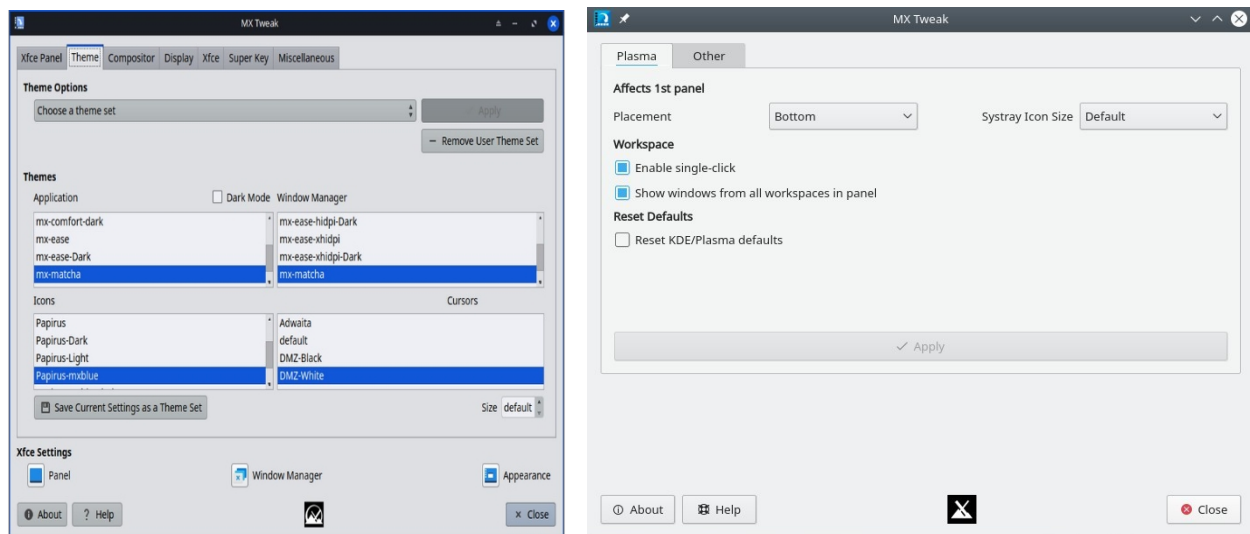 MX Tweak
Xfce Panel Theme Compositor Display Xfce Super Key Miscellaneous
Theme Options
Choose a theme set
Apply
Remove User Theme Set
Themes
Application Dark Mode Window Manager
mx-comfort-dark
mx-ease
mx-ease-Dark
mx-matcha
mx-ease-hidpi-Dark
mx-ease-xhidpi
mx-ease-xhidpi-Dark
mx-matcha
Icons Cursors
Papirus
Papirus-Dark
Papirus-Light
Papirus-mxblue
Adwaita
default
DMZ-Black
DMZ-White
Save Current Settings as a Theme Set Size default
Xfce Settings
Panel Window Manager Appearance
About ? Help × Close
MX Tweak
Plasma Other
Affects 1st panel
Placement Bottom Systray Icon Size Default
Workspace
Enable single-click
Show windows from all workspaces in panel
Reset Defaults
Reset KDE/Plasma defaults
Apply
About Help Close